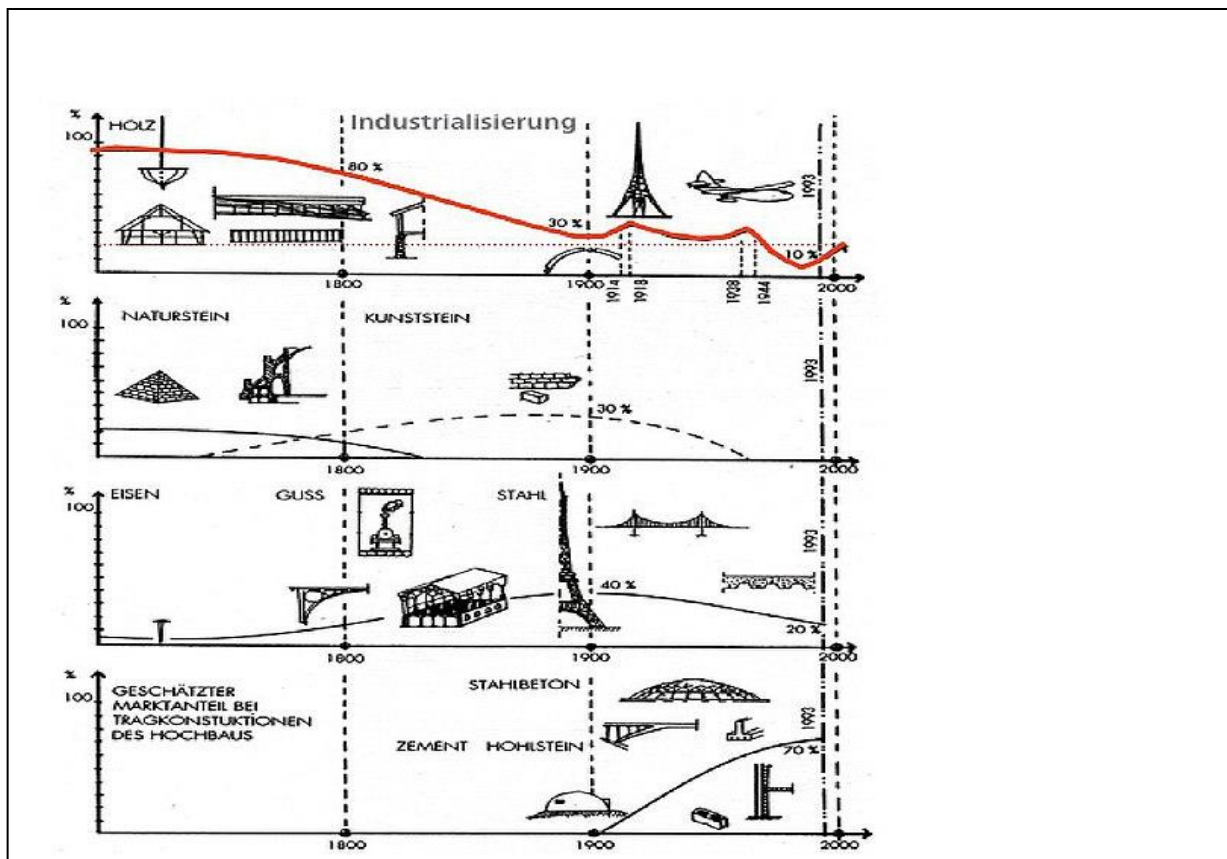 %
HOLZ
Industrialisierung
100
80 %
30 %
10 %
1993
1800
1900
1914
1918
1938
1944
2000
%
100
NATURSTEIN
KUNSTSTEIN
30 %
1993
1800
1900
2000
%
EISEN
GUSS
STAHL
100
40 %
20 %
1993
1800
1900
2000
100
GESCHÄTZTER
MARKTANTEIL BEI
TRAGKONSTUKTIONEN
DES HOCHBAUS
STAHLBETON
ZEMENT HOHLSTEIN
1993
70 %
1800
1900
2000